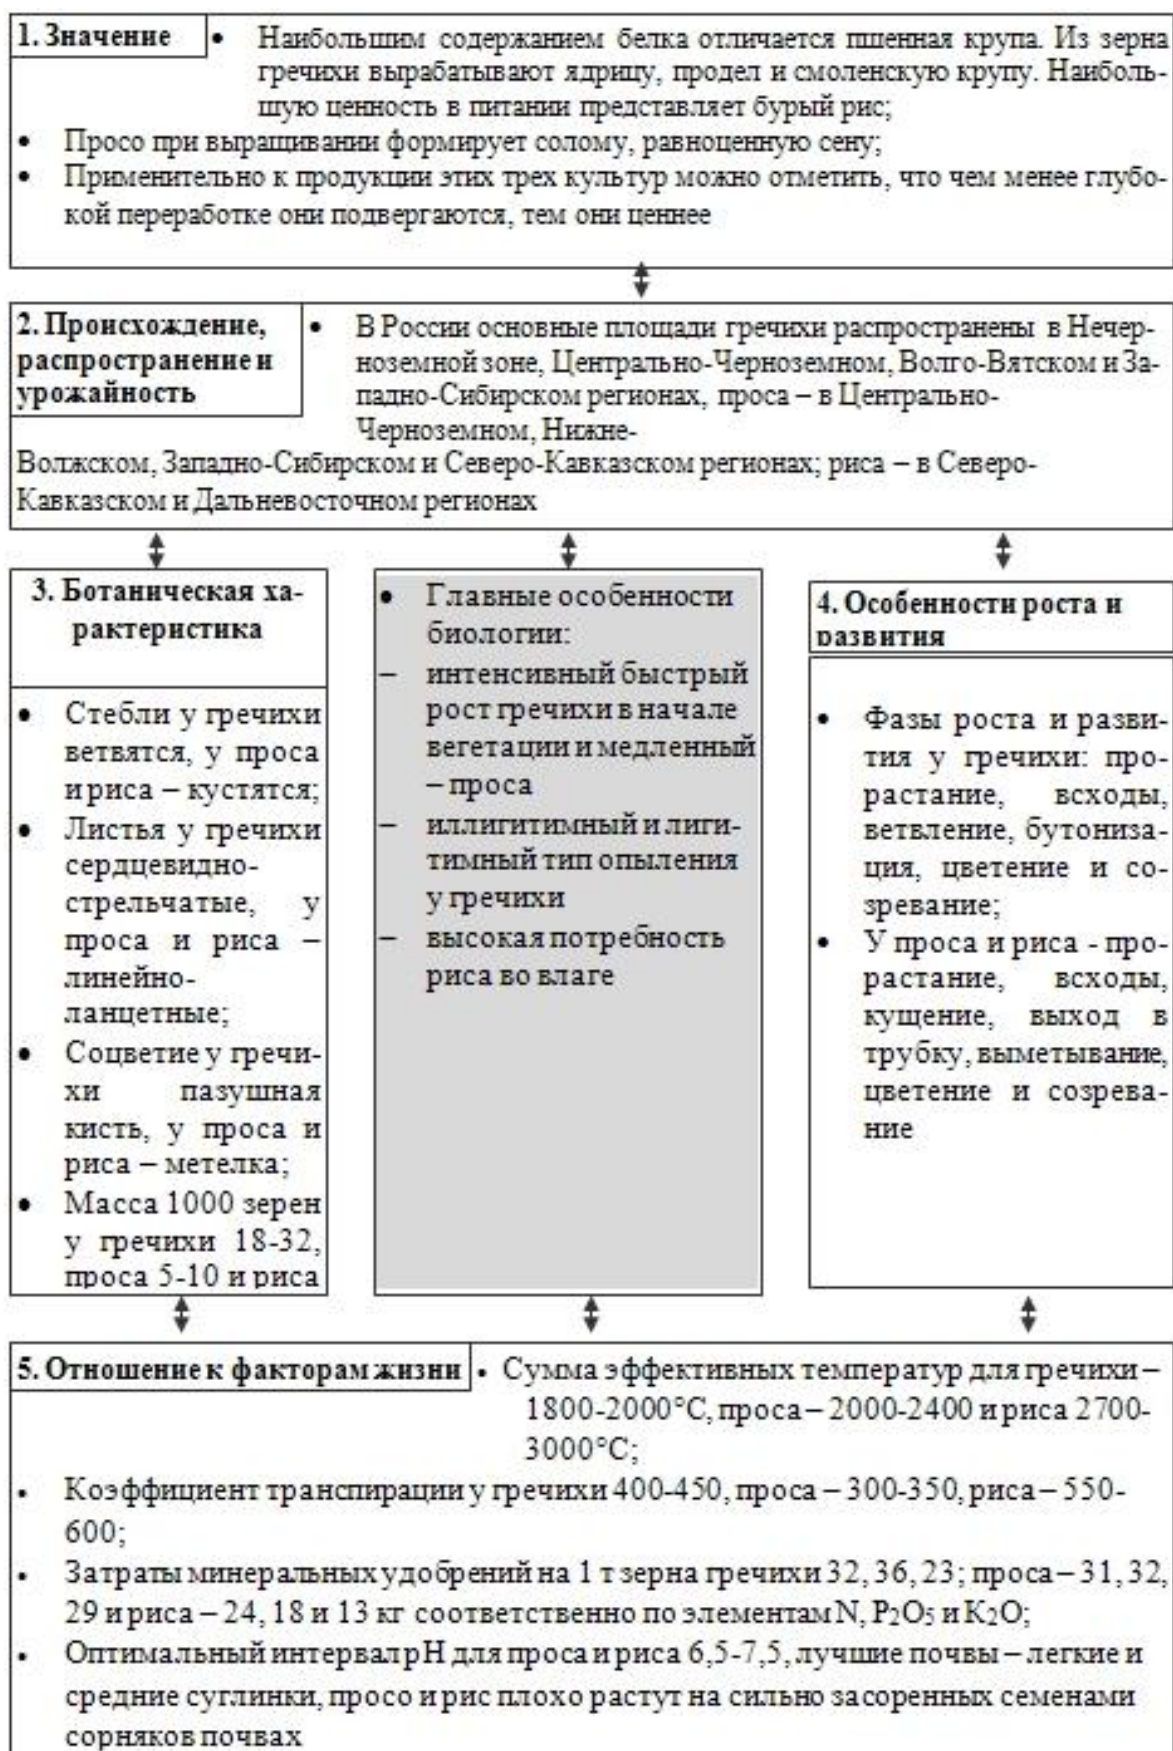 1. Значение
• Наибольшим содержанием белка отличается пшенная крупа. Из зерна
гречихи вырабатывают ядрицу, продел и смоленскую крупу. Наиболь-
шую ценность в питании представляет бурый рис;
• Просо при выращивании формирует солому, равноценную сену;
• Применительно к продукции этих трех культур можно отметить, что чем менее глубо-
кой переработке они подвергаются, тем они ценнее
2. Происхождение,
распространение и
урожайность
• В России основные площади гречихи распространены в Нечер-
ноземной зоне, Центрально-Черноземном, Волго-Вятском и За-
падно-Сибирском регионах, проса – в Центрально-
Черноземном, Нижне-
Волжском, Западно-Сибирском и Северо-Кавказском регионах; риса – в Северо-
Кавказском и Дальневосточном регионах
3. Ботаническая ха-
рактеристика
• Стебли у гречихи
ветвятся, у проса
и риса – кустятся;
• Листья у гречихи
сердцевидно-
стрельчатые, у
проса и риса –
линейно-
ланцетные;
• Соцветие у гречи-
хи пазушная
кисть, у проса и
риса – метелка;
• Масса 1000 зерен
у гречихи 18-32,
проса 5-10 и риса
• Главные особенности
биологии:
– интенсивный быстрый
рост гречихи в начале
вегетации и медленный
– проса
– иллигитимный и лиги-
тимный тип опыления
у гречихи
– высокая потребность
риса во влаге
4. Особенности роста и
развития
• Фазы роста и разви-
тия у гречихи: про-
растание, всходы,
ветвление, бутониза-
ция, цветение и со-
зревание;
• У проса и риса - про-
растание, всходы,
кущение, выход в
трубку, выметывание,
цветение и созрева-
ние
5. Отношение к факторам жизни
• Сумма эффективных температур для гречихи –
1800-2000°С, проса – 2000-2400 и риса 2700-
3000°С;
• Коэффициент транспирации у гречихи 400-450, проса – 300-350, риса – 550-
600;
• Затраты минеральных удобрений на 1 т зерна гречихи 32, 36, 23; проса – 31, 32,
29 и риса – 24, 18 и 13 кг соответственно по элементам N, P₂O₅ и K₂O;
• Оптимальный интервал рН для проса и риса 6,5-7,5, лучшие почвы – легкие и
средние суглинки, просо и рис плохо растут на сильно засоренных семенами
сорняков почвах